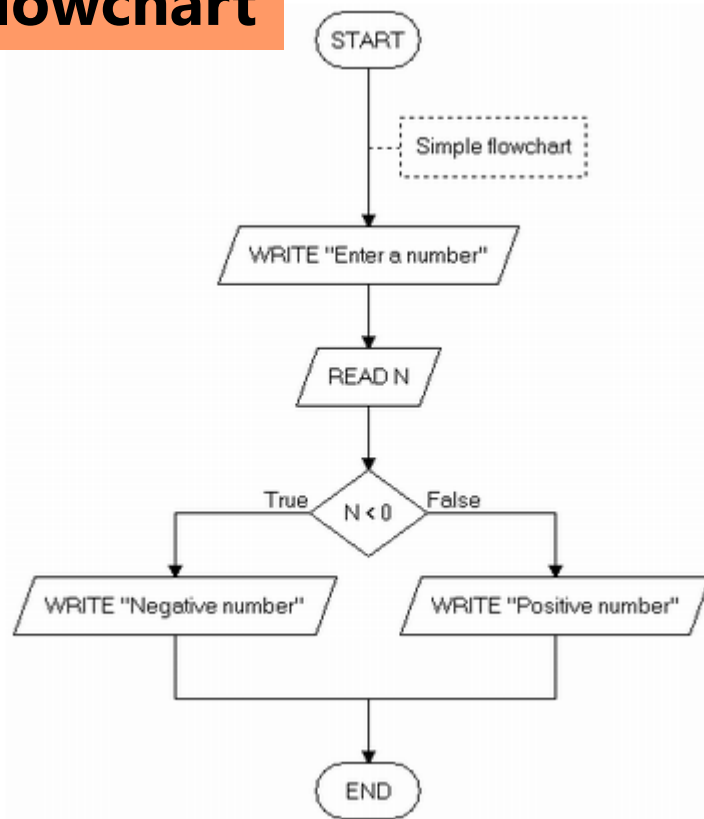 lowchart
START
Simple flowchart
WRITE "Enter a number"
READ N
True
False
N < 0
WRITE "Negative number"
WRITE "Positive number"
END